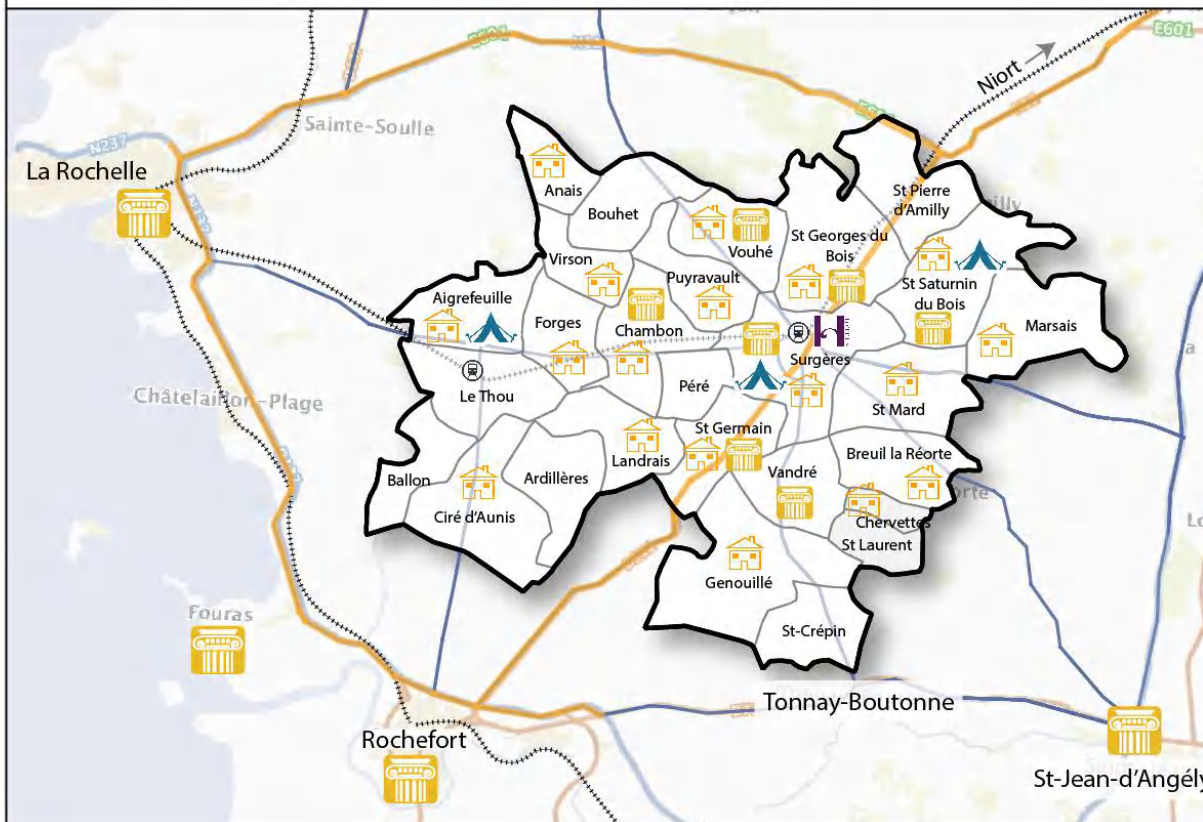 E601
E601
Niort
Sainte-Soulle
N237
La Rochelle
Anais
Bouhet
St Pierre
d'Amilly
Vouhé
St Georges du
Bois
Virson
Puyravault
Aigrefeuille
St Saturnin
du Bois
Forges
Chambon
Marsais
Surgères
Châtelaillon-Plage
Le Thou
Péré
St Mard
St Germain
Landrais
Breuil la Réorte
Ballon
Ardillères
Vandré
Ciré d'Aunis
Chervettes
St Laurent
Genouillé
Fouras
St-Crépin
Tonnay-Boutonne
Rochefort
St-Jean-d'Angély